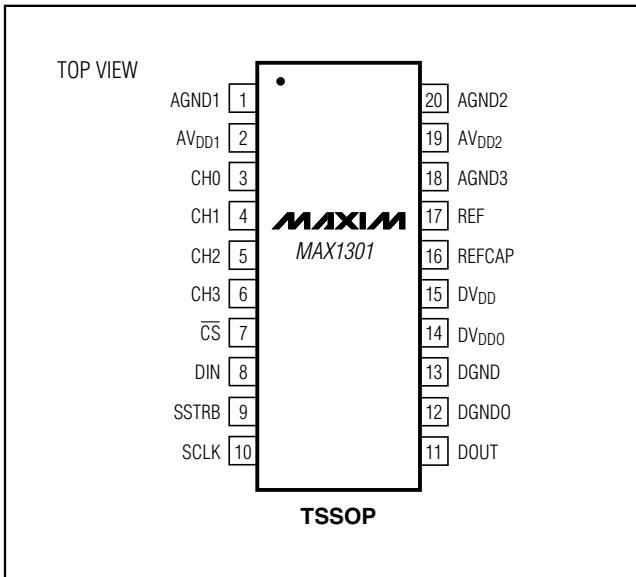 TOP VIEW
AGND1 1
AVDD1 2
CH0 3
CH1 4
CH2 5
CH3 6
C̅S̅ 7
DIN 8
SSTRB 9
SCLK 10
MAXIM
MAX1301
20 AGND2
19 AVDD2
18 AGND3
17 REF
16 REFCAP
15 DVDD
14 DVDDO
13 DGND
12 DGNDO
11 DOUT
TSSOP